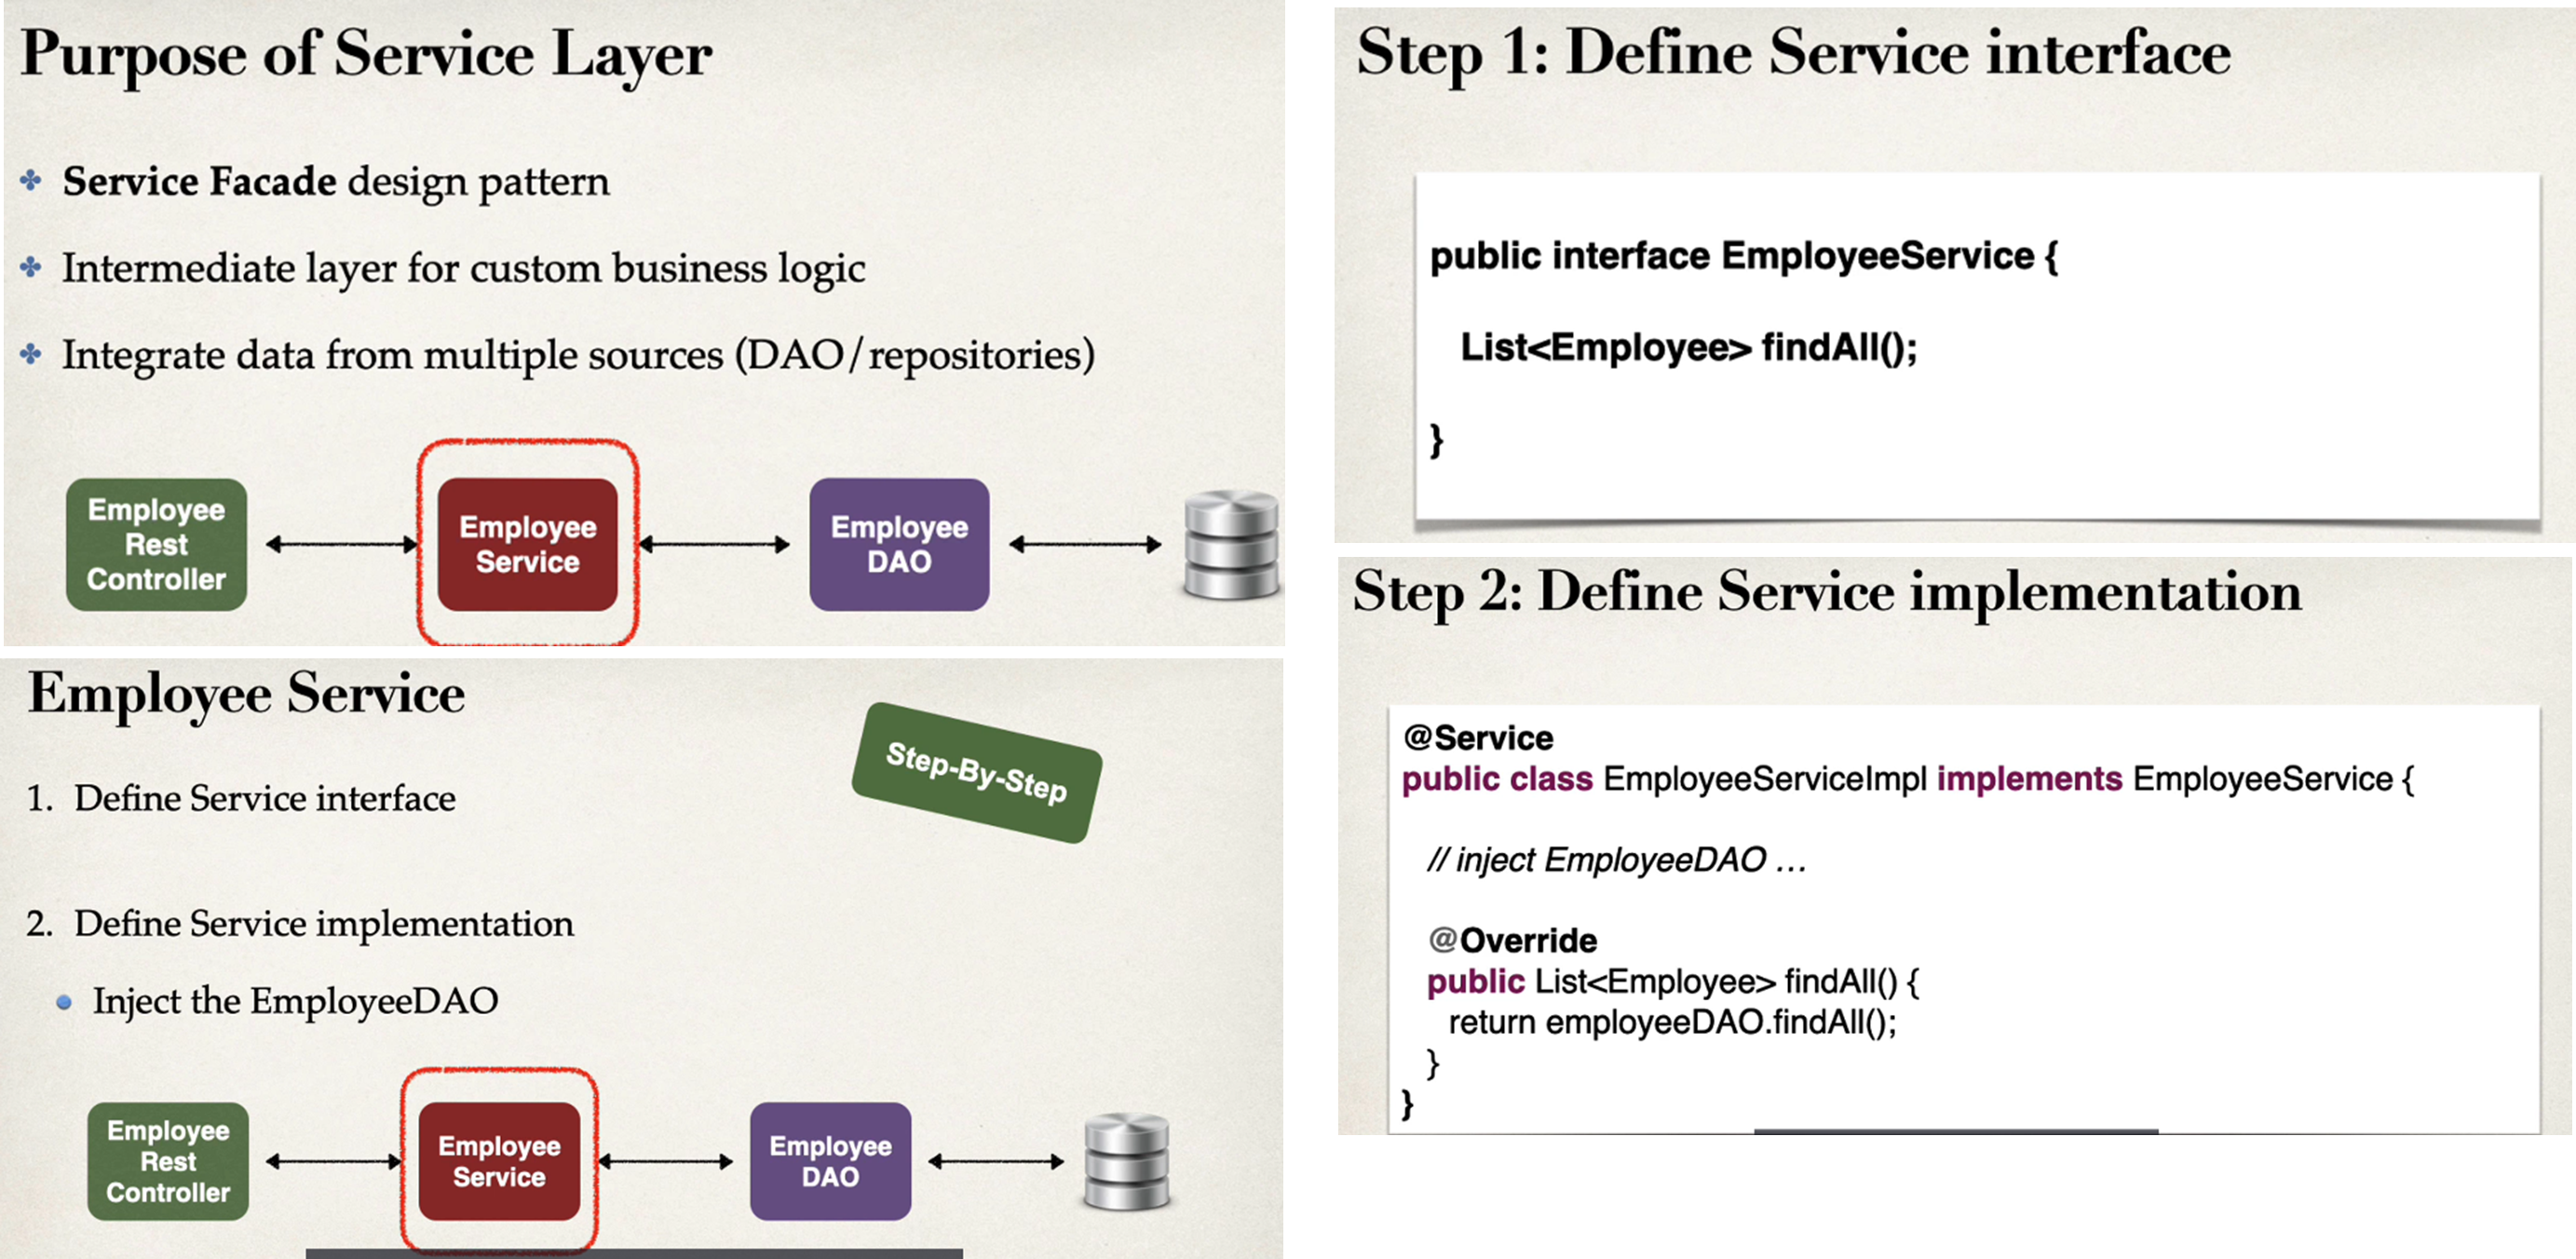 Purpose of Service Layer
Service Facade design pattern
Intermediate layer for custom business logic
Integrate data from multiple sources (DAO/repositories)
Employee
Rest
Controller
Employee
Service
Employee
DAO
Employee Service
Step-By-Step
1. Define Service interface
2. Define Service implementation
Inject the EmployeeDAO
Employee
Rest
Controller
Employee
Service
Employee
DAO
Step 1: Define Service interface
public interface EmployeeService {
List<Employee> findAll();
}
Step 2: Define Service implementation
@Service
public class EmployeeServiceImpl implements EmployeeService {
// inject EmployeeDAO …
@Override
public List<Employee> findAll() {
return employeeDAO.findAll();
}
}